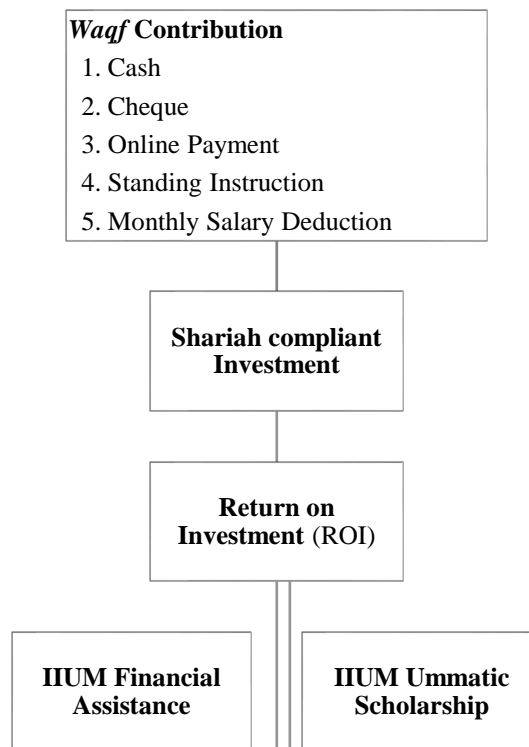 Waqf Contribution
1. Cash
2. Cheque
3. Online Payment
4. Standing Instruction
5. Monthly Salary Deduction
Shariah compliant
Investment
Return on
Investment (ROI)
IIUM Financial
Assistance
IIUM Ummatic
Scholarship